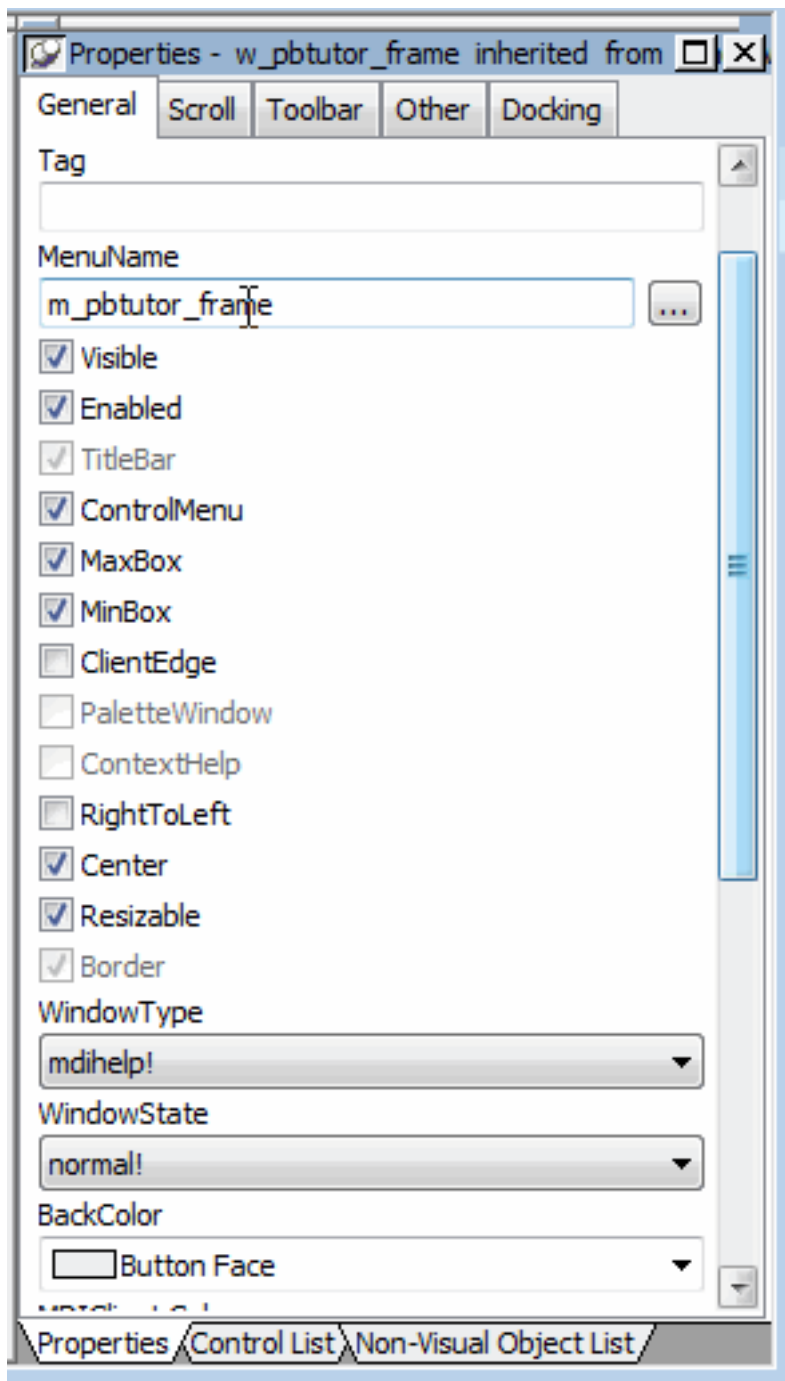 Properties - w_pbtutor_frame inherited from
General Scroll Toolbar Other Docking
Tag
MenuName
m_pbtutor_frame ...
Visible
Enabled
TitleBar
ControlMenu
MaxBox
MinBox
ClientEdge
PaletteWindow
ContextHelp
RightToLeft
Center
Resizable
Border
WindowType
mdihelp!
WindowState
normal!
BackColor
Button Face
Properties Control List Non-Visual Object List